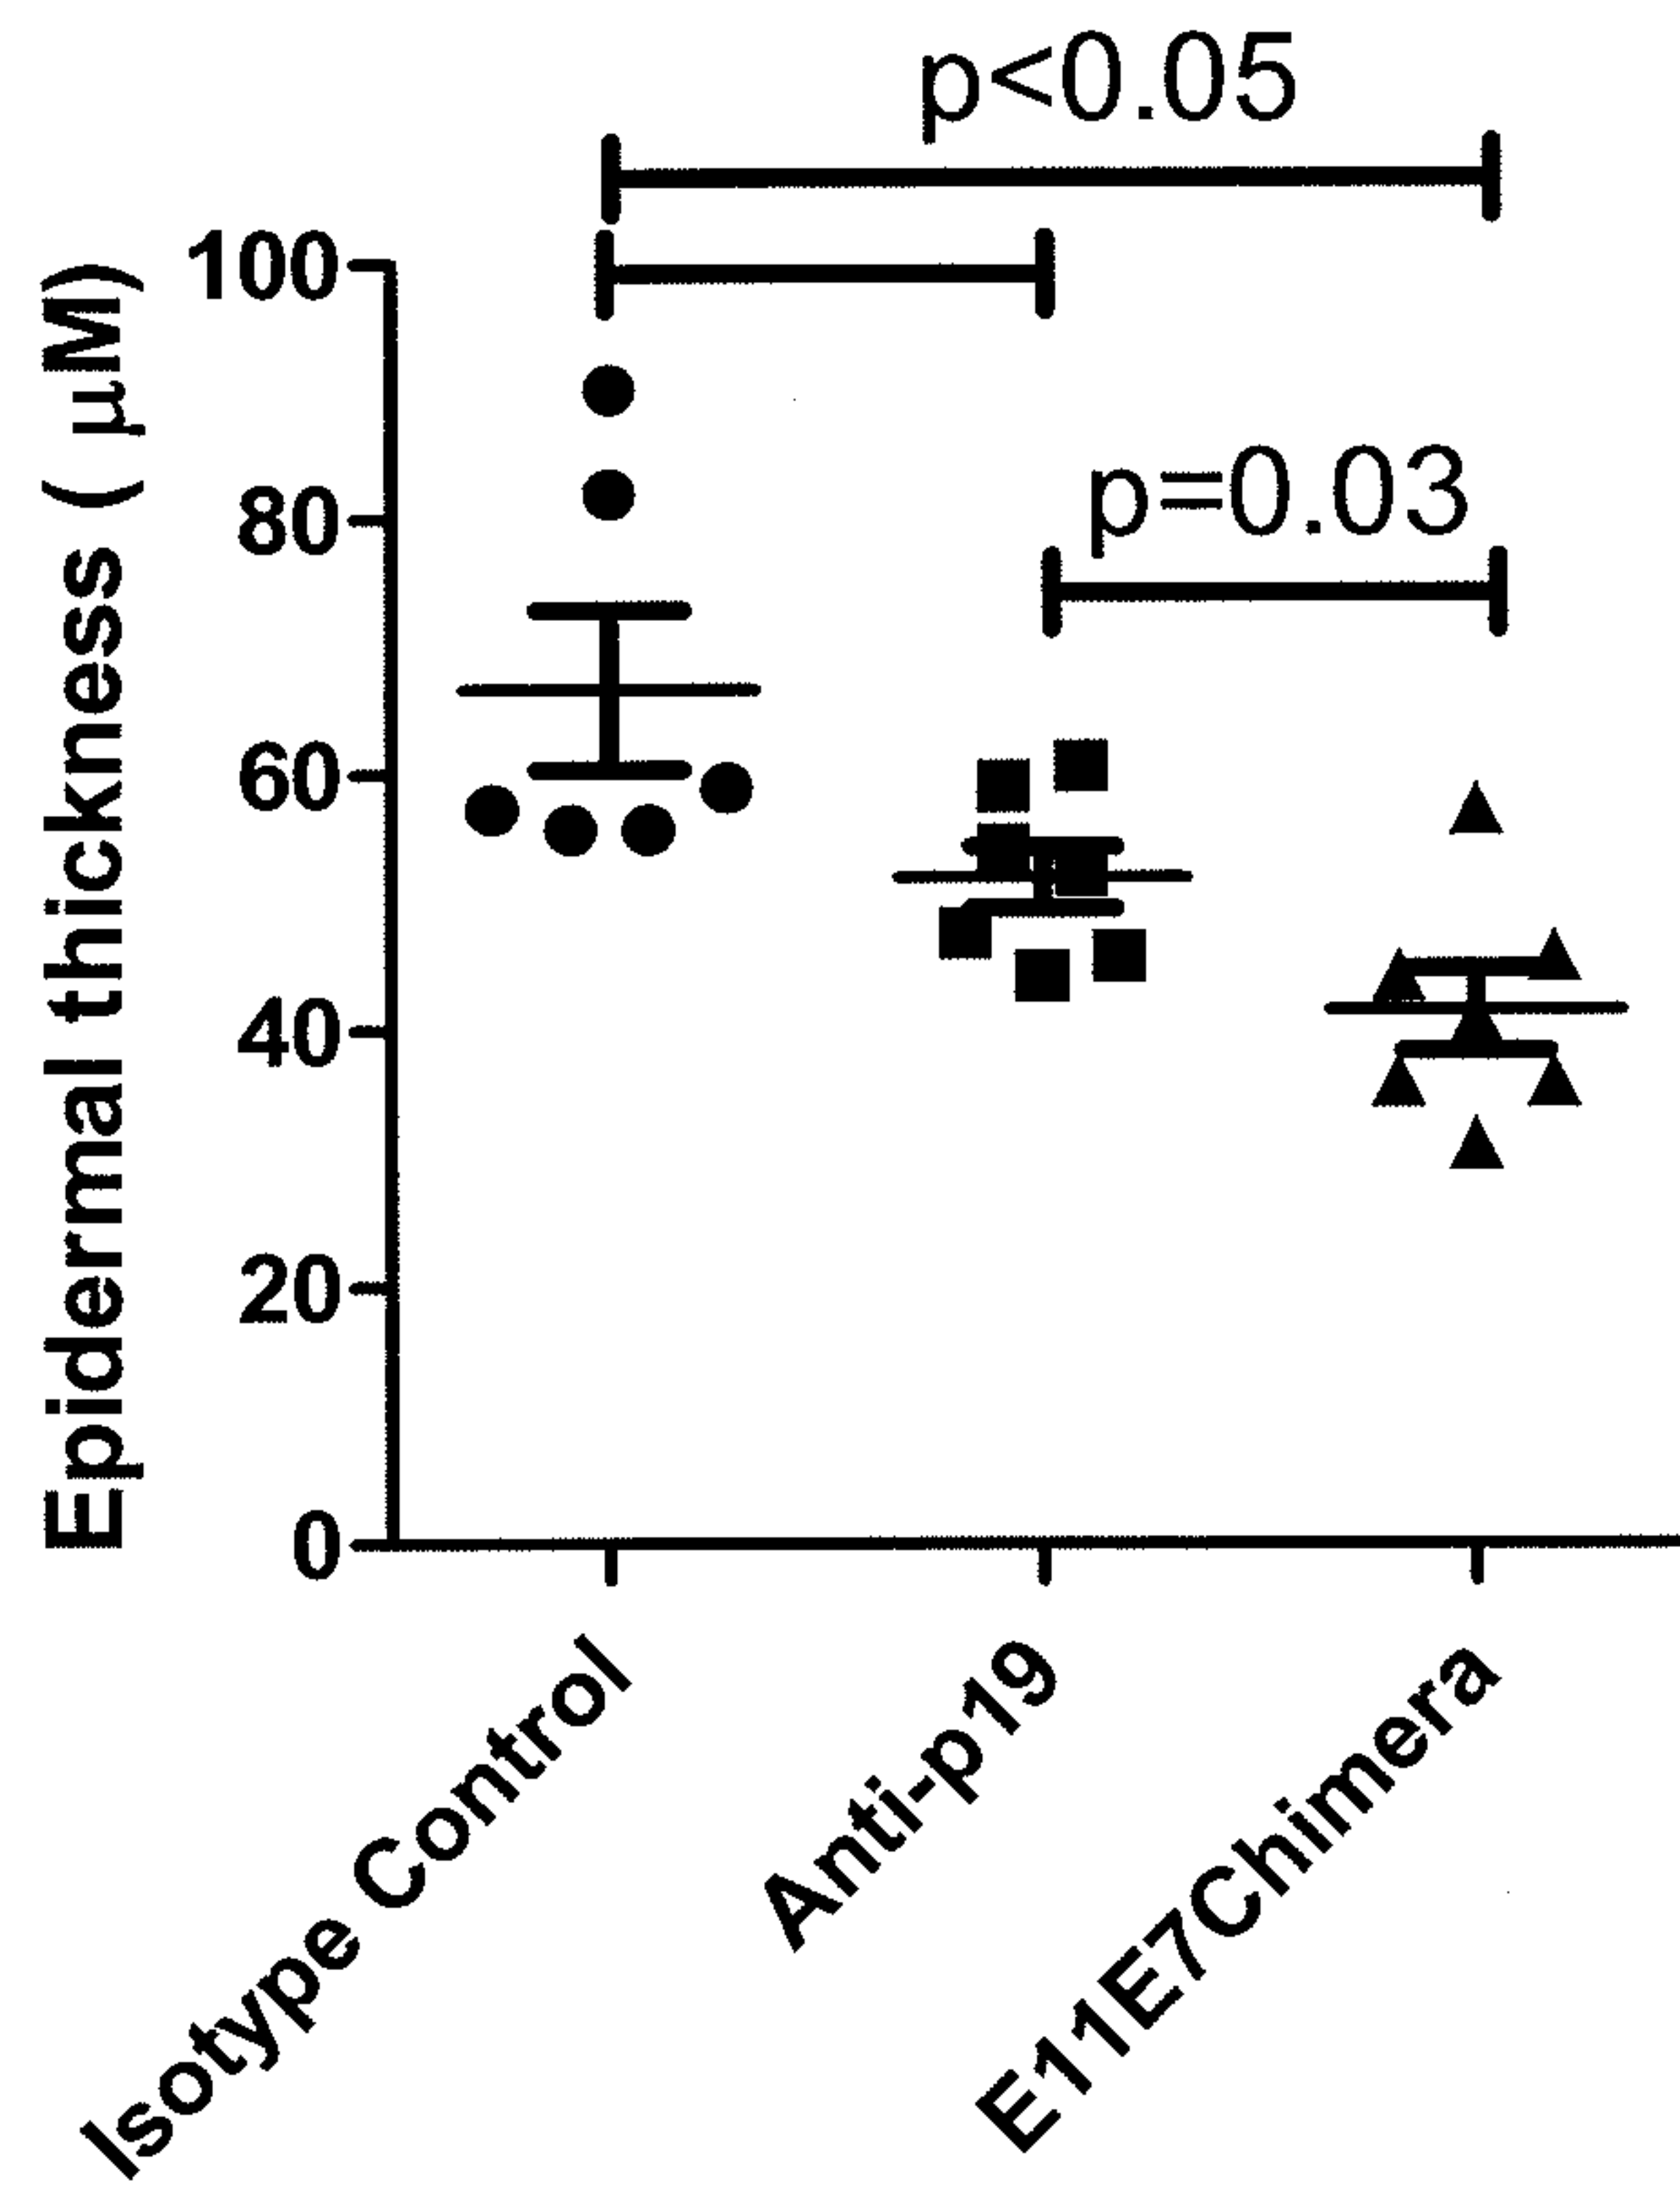 p<0.05
p=0.03
Epidermal thickness ( µM)
100
80
60
40
20
0
Isotype Control
Anti-p19
E11E7Chimera